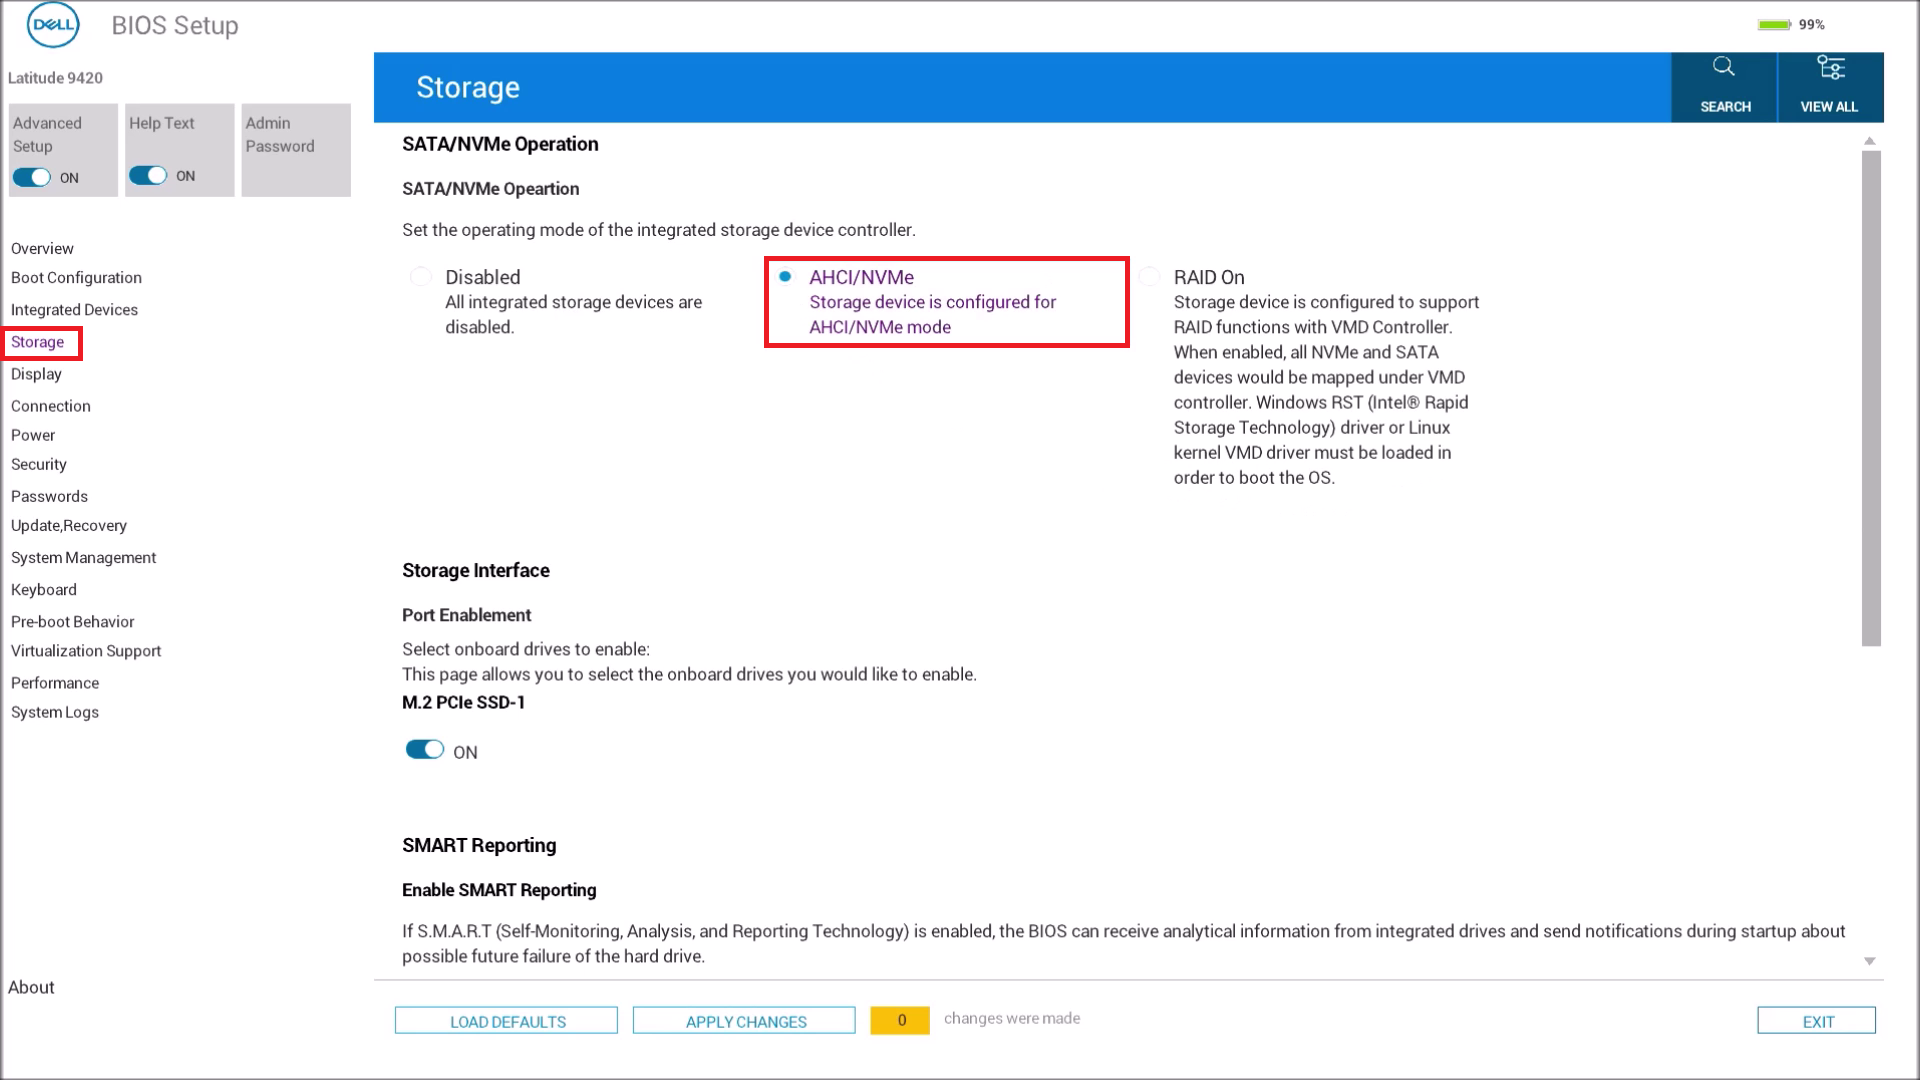 DELL
BIOS Setup
99%
Latitude 9420
Advanced
Setup
ON
Help Text
ON
Admin
Password
Overview
Boot Configuration
Integrated Devices
Storage
Display
Connection
Power
Security
Passwords
Update,Recovery
System Management
Keyboard
Pre-boot Behavior
Virtualization Support
Performance
System Logs
About
Storage
SEARCH
VIEW ALL
SATA/NVMe Operation
SATA/NVMe Opeartion
Set the operating mode of the integrated storage device controller.
Disabled
All integrated storage devices are
disabled.
AHCI/NVMe
Storage device is configured for
AHCI/NVMe mode
RAID On
Storage device is configured to support
RAID functions with VMD Controller.
When enabled, all NVMe and SATA
devices would be mapped under VMD
controller. Windows RST (Intel® Rapid
Storage Technology) driver or Linux
kernel VMD driver must be loaded in
order to boot the OS.
Storage Interface
Port Enablement
Select onboard drives to enable:
This page allows you to select the onboard drives you would like to enable.
M.2 PCIe SSD-1
ON
SMART Reporting
Enable SMART Reporting
If S.M.A.R.T (Self-Monitoring, Analysis, and Reporting Technology) is enabled, the BIOS can receive analytical information from integrated drives and send notifications during startup about
possible future failure of the hard drive.
LOAD DEFAULTS
APPLY CHANGES
0
changes were made
EXIT